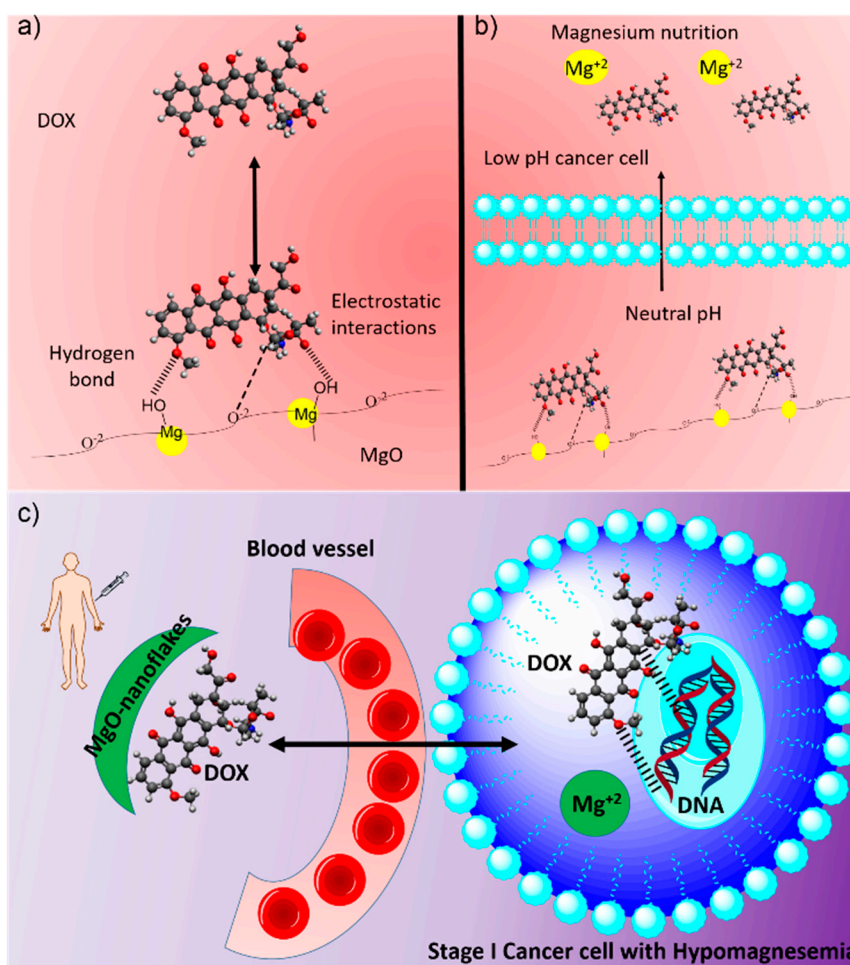 a)
DOX
Electrostatic
interactions
Hydrogen
bond
HO
Mg
O⁻²
Mg
OH
O⁻²
MgO
b)
Magnesium nutrition
Mg⁺²
Mg⁺²
Low pH cancer cell
Neutral pH
c)
Blood vessel
MgO-nanoflakes
DOX
DOX
Mg⁺²
DNA
Stage I Cancer cell with Hypomagnesemia